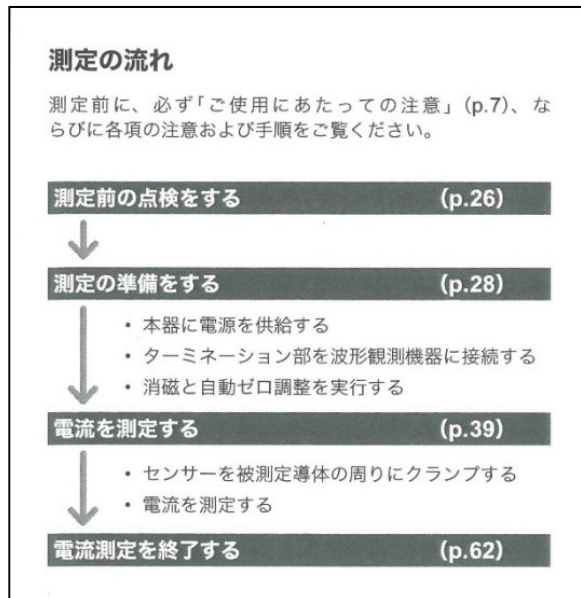 測定の流れ
測定前に、必ず「ご使用にあたっての注意」(p.7)、な
らびに各項の注意および手順をご覧ください。
測定前の点検をする (p.26)
測定の準備をする (p.28)
• 本器に電源を供給する
• ターミネーション部を波形観測機器に接続する
• 消磁と自動ゼロ調整を実行する
電流を測定する (p.39)
• センサーを被測定導体の周りにクランプする
• 電流を測定する
電流測定を終了する (p.62)